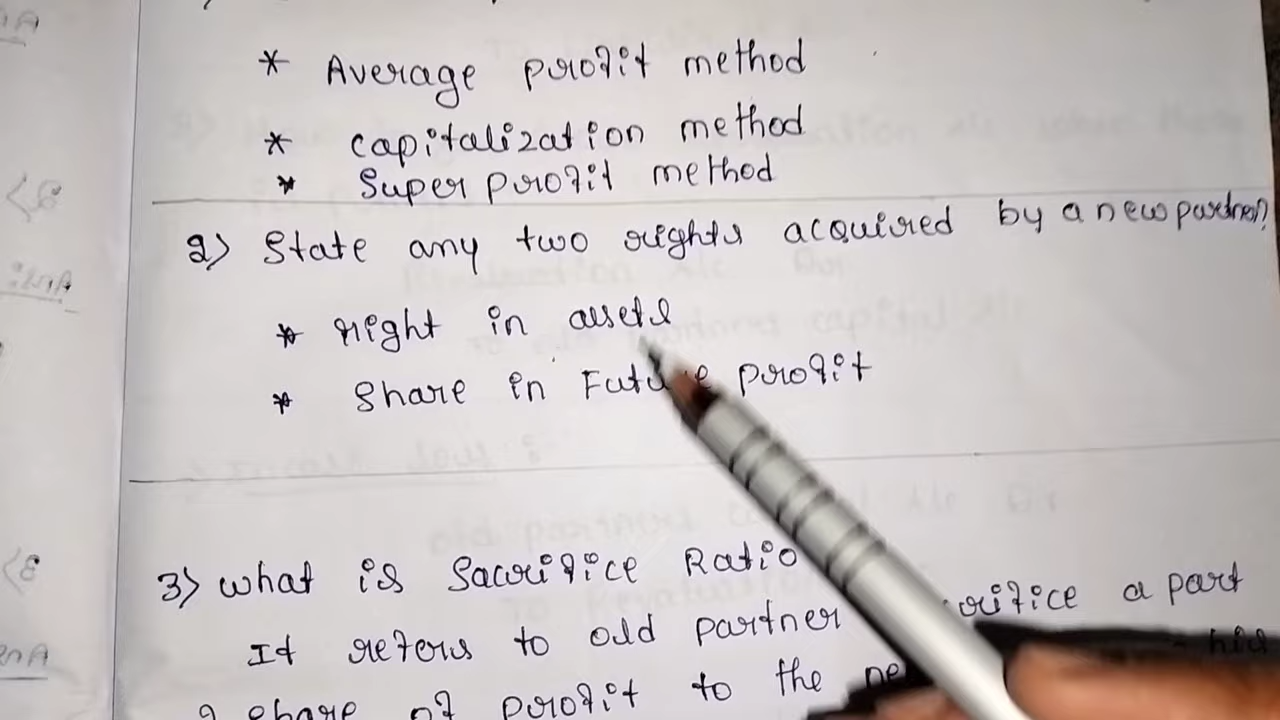 * Average profit method
* Capitalization method
* Super profit method
2) State any two rights acquired by a new partner?
* right in assets
* Share in Future profit
3) What is Sacrifice Ratio
It refers to old partner sacrifice a part his
share of profit to the